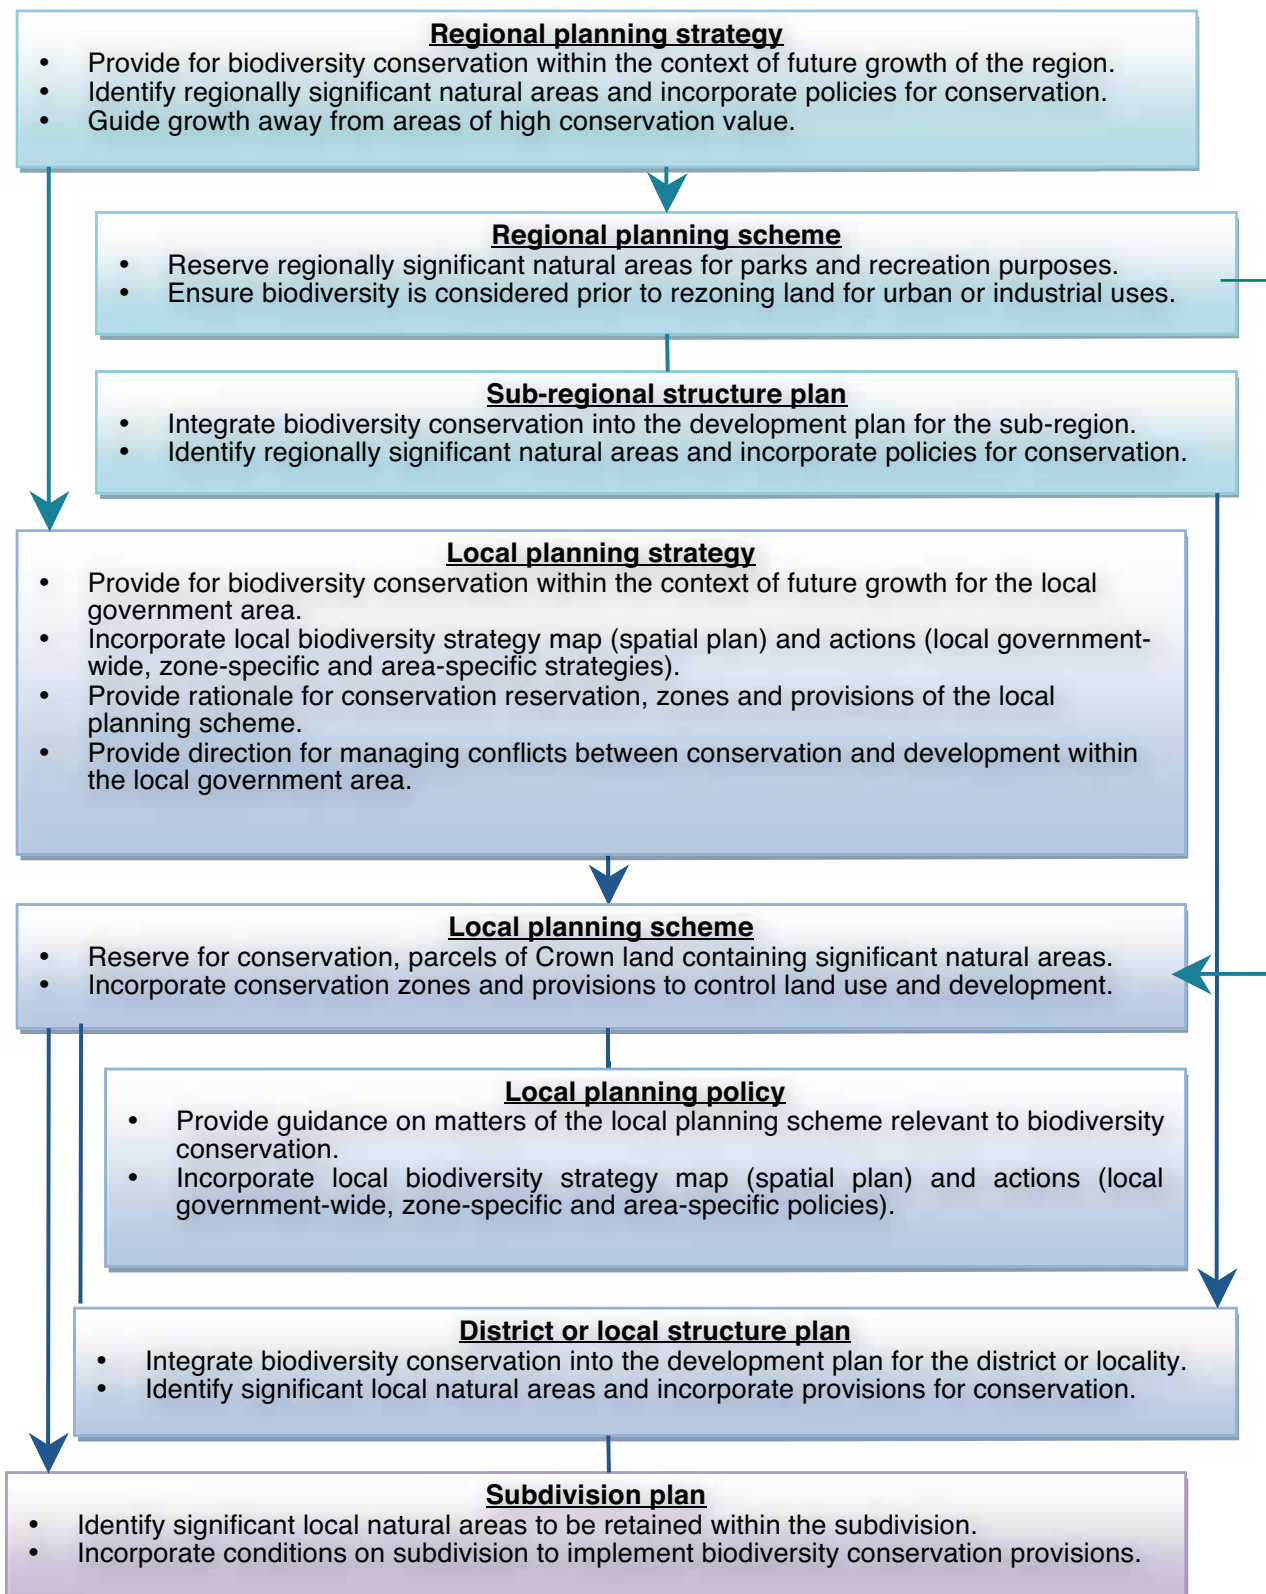 Regional planning strategy
• Provide for biodiversity conservation within the context of future growth of the region.
• Identify regionally significant natural areas and incorporate policies for conservation.
• Guide growth away from areas of high conservation value.
Regional planning scheme
• Reserve regionally significant natural areas for parks and recreation purposes.
• Ensure biodiversity is considered prior to rezoning land for urban or industrial uses.
Sub-regional structure plan
• Integrate biodiversity conservation into the development plan for the sub-region.
• Identify regionally significant natural areas and incorporate policies for conservation.
Local planning strategy
• Provide for biodiversity conservation within the context of future growth for the local
government area.
• Incorporate local biodiversity strategy map (spatial plan) and actions (local government-
wide, zone-specific and area-specific strategies).
• Provide rationale for conservation reservation, zones and provisions of the local
planning scheme.
• Provide direction for managing conflicts between conservation and development within
the local government area.
Local planning scheme
• Reserve for conservation, parcels of Crown land containing significant natural areas.
• Incorporate conservation zones and provisions to control land use and development.
Local planning policy
• Provide guidance on matters of the local planning scheme relevant to biodiversity
conservation.
• Incorporate local biodiversity strategy map (spatial plan) and actions (local
government-wide, zone-specific and area-specific policies).
District or local structure plan
• Integrate biodiversity conservation into the development plan for the district or locality.
• Identify significant local natural areas and incorporate provisions for conservation.
Subdivision plan
• Identify significant local natural areas to be retained within the subdivision.
• Incorporate conditions on subdivision to implement biodiversity conservation provisions.